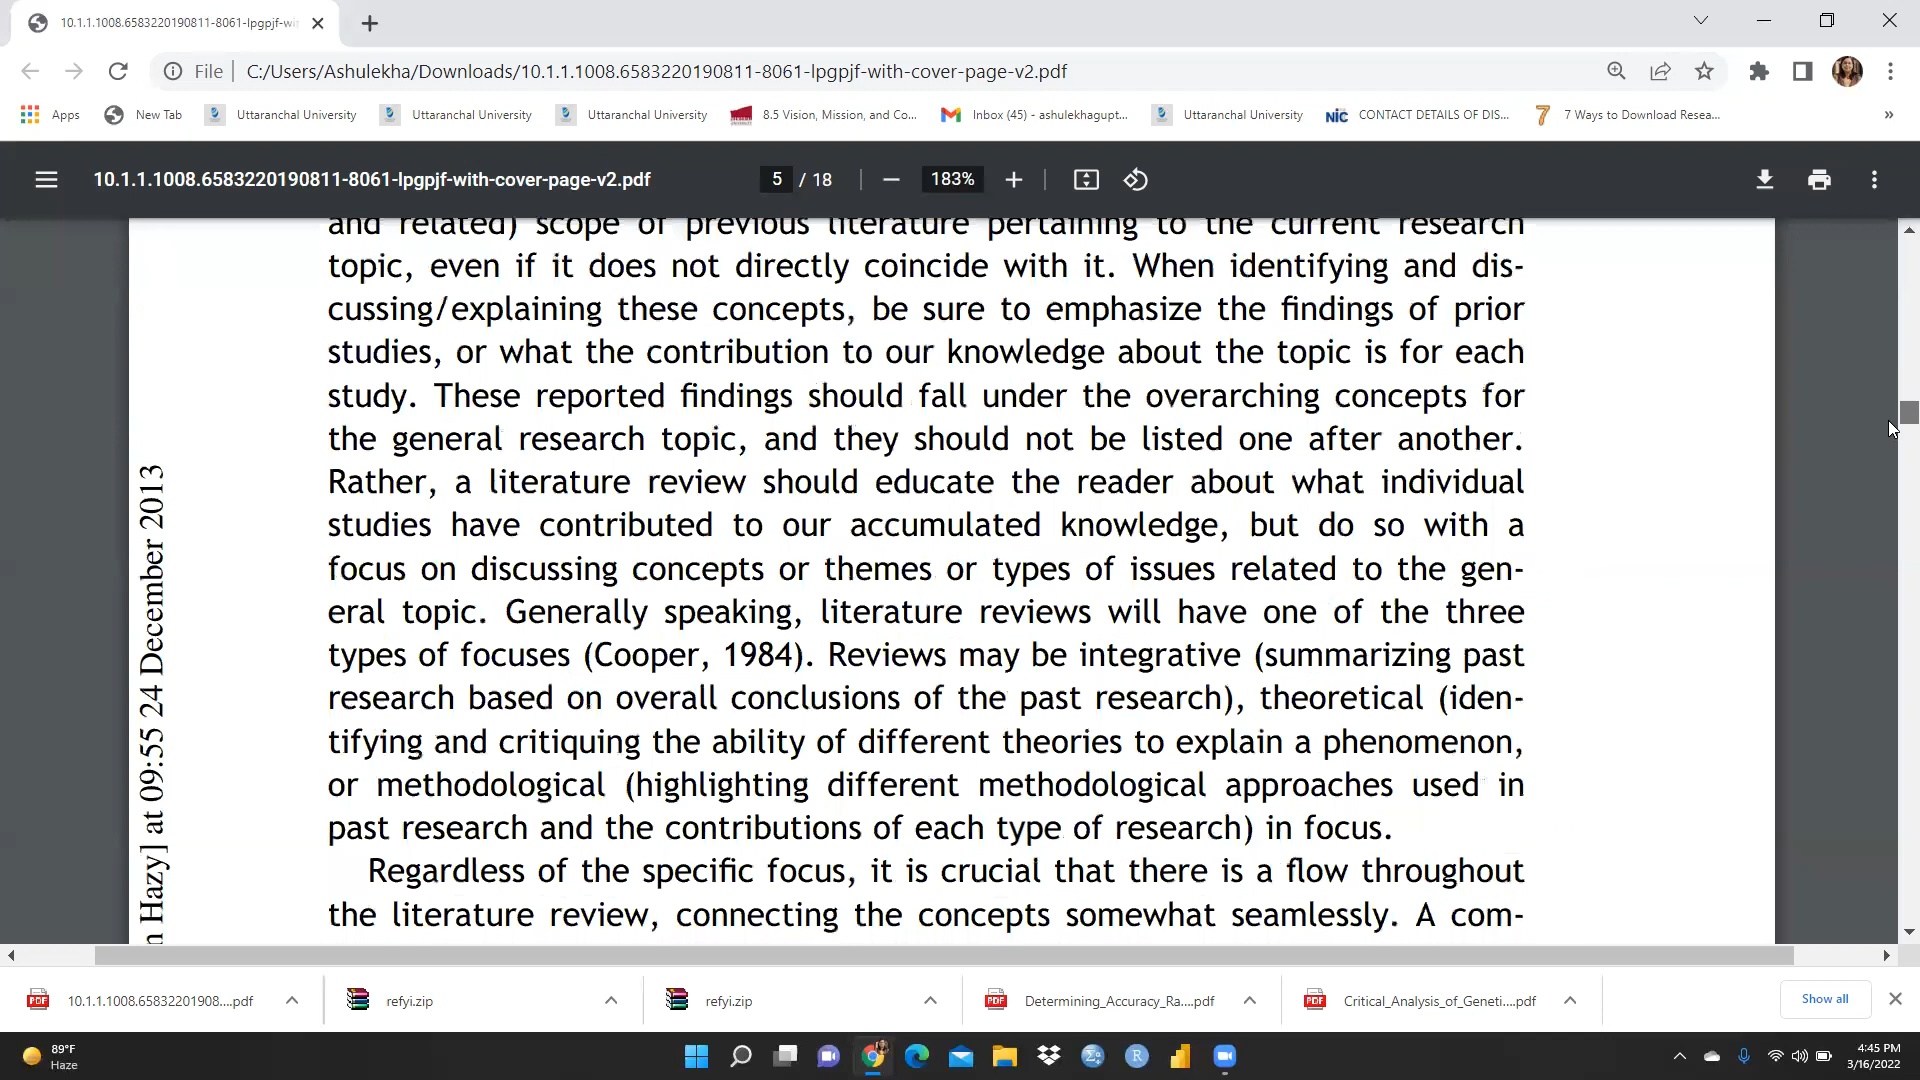 10.1.1.1008.6583220190811-8061-lpgpjf-wi
File
C:/Users/Ashulekha/Downloads/10.1.1.1008.6583220190811-8061-lpgpjf-with-cover-page-v2.pdf
Apps
New Tab
Uttaranchal University
Uttaranchal University
Uttaranchal University
8.5 Vision, Mission, and Co...
Inbox (45) - ashulekhagupt...
Uttaranchal University
NIC
CONTACT DETAILS OF DIS...
7
7 Ways to Download Resea...
»
10.1.1.1008.6583220190811-8061-lpgpjf-with-cover-page-v2.pdf
5 / 18
183%
and related) scope of previous literature pertaining to the current research
topic, even if it does not directly coincide with it. When identifying and dis-
cussing/explaining these concepts, be sure to emphasize the findings of prior
studies, or what the contribution to our knowledge about the topic is for each
study. These reported findings should fall under the overarching concepts for
the general research topic, and they should not be listed one after another.
Rather, a literature review should educate the reader about what individual
studies have contributed to our accumulated knowledge, but do so with a
focus on discussing concepts or themes or types of issues related to the gen-
eral topic. Generally speaking, literature reviews will have one of the three
types of focuses (Cooper, 1984). Reviews may be integrative (summarizing past
research based on overall conclusions of the past research), theoretical (iden-
tifying and critiquing the ability of different theories to explain a phenomenon,
or methodological (highlighting different methodological approaches used in
past research and the contributions of each type of research) in focus.
Regardless of the specific focus, it is crucial that there is a flow throughout
the literature review, connecting the concepts somewhat seamlessly. A com-
Hazy] at 09:55 24 December 2013
10.1.1.1008.65832201908....pdf
refyi.zip
refyi.zip
Determining_Accuracy_Ra....pdf
Critical_Analysis_of_Geneti....pdf
Show all
89°F
Haze
4:45 PM
3/16/2022